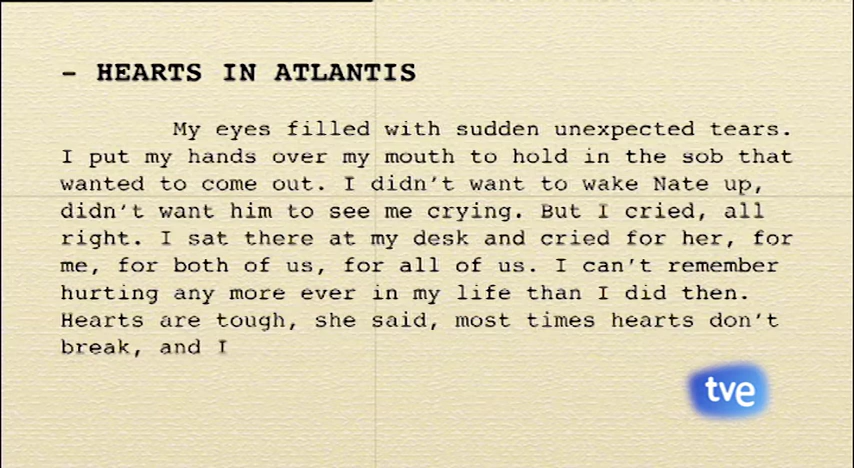 - HEARTS IN ATLANTIS
My eyes filled with sudden unexpected tears.
I put my hands over my mouth to hold in the sob that
wanted to come out. I didn't want to wake Nate up,
didn't want him to see me crying. But I cried, all
right. I sat there at my desk and cried for her, for
me, for both of us, for all of us. I can't remember
hurting any more ever in my life than I did then.
Hearts are tough, she said, most times hearts don't
break, and I
tve